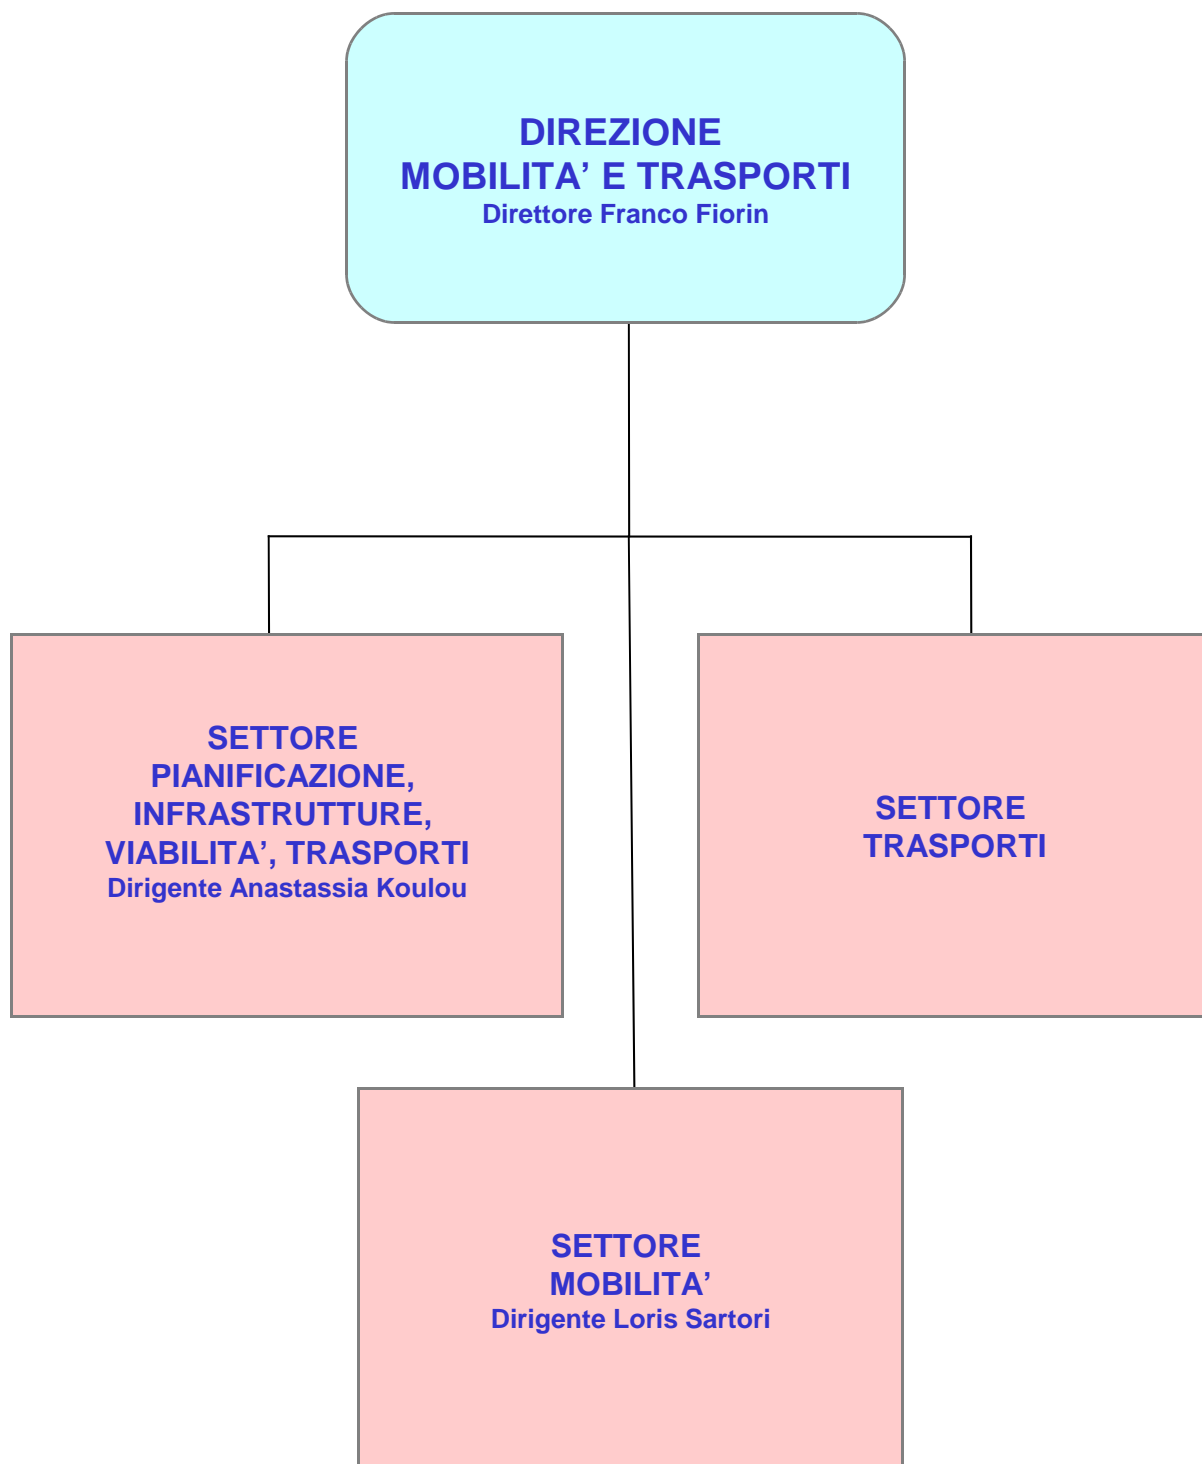 DIREZIONE
MOBILITA’ E TRASPORTI
Direttore Franco Fiorin
SETTORE
PIANIFICAZIONE,
INFRASTRUTTURE,
VIABILITA’, TRASPORTI
Dirigente Anastassia Koulou
SETTORE
TRASPORTI
SETTORE
MOBILITA’
Dirigente Loris Sartori